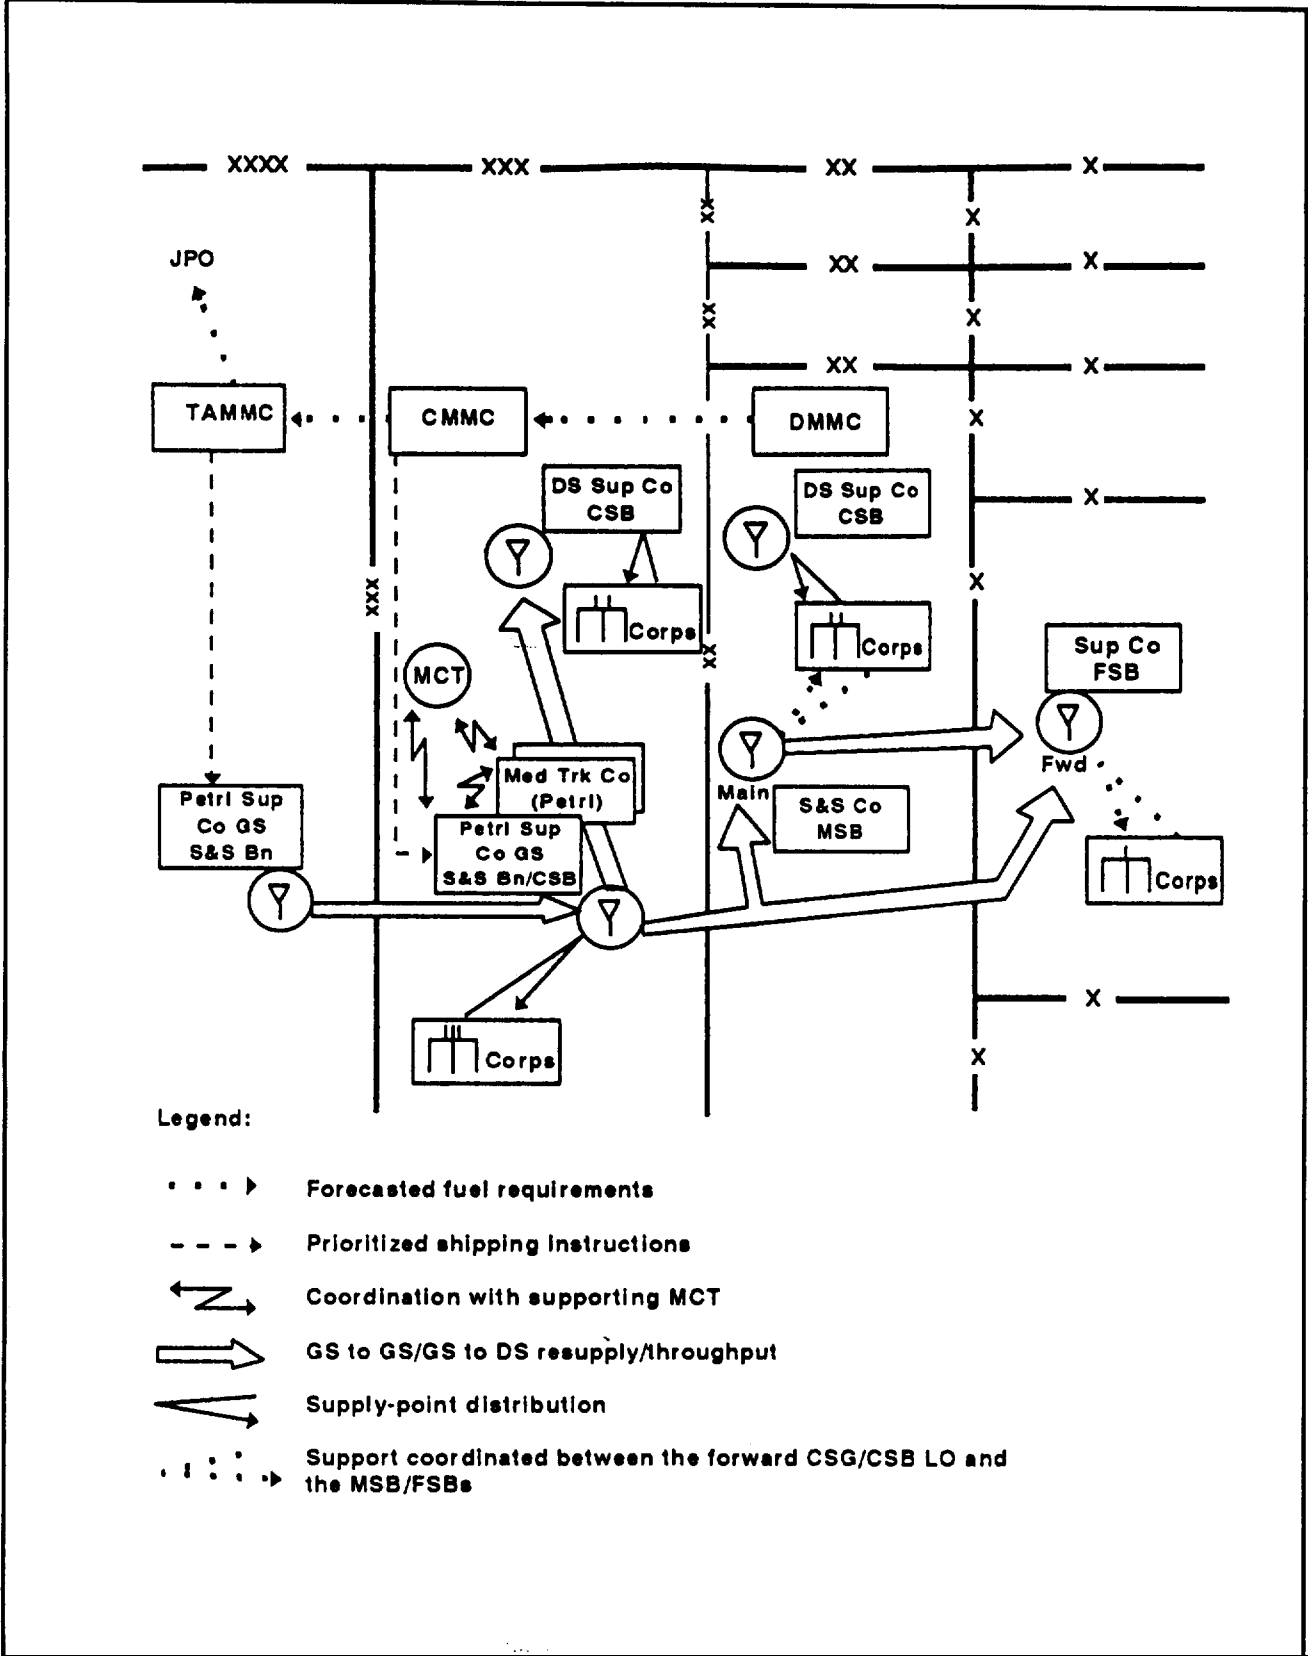 XXXX XXX XX X
XX X
XX X
JPO
XX X
XX X
TAMMC CMMC DMMC
X
DS Sup Co
CSB
DS Sup Co
CSB
X
XXX
X
Corps
Corps
XX
MCT
Sup Co
FSB
Main
Fwd
Med Trk Co
(Petrl)
Petrl Sup
Co GS
S&S Bn
Petrl Sup
Co GS
S&S Bn/CSB
S&S Co
MSB
Corps
X
Corps
X
Legend:
Forecasted fuel requirements
Prioritized shipping instructions
Coordination with supporting MCT
GS to GS/GS to DS resupply/throughput
Supply-point distribution
Support coordinated between the forward CSG/CSB LO and
the MSB/FSBs